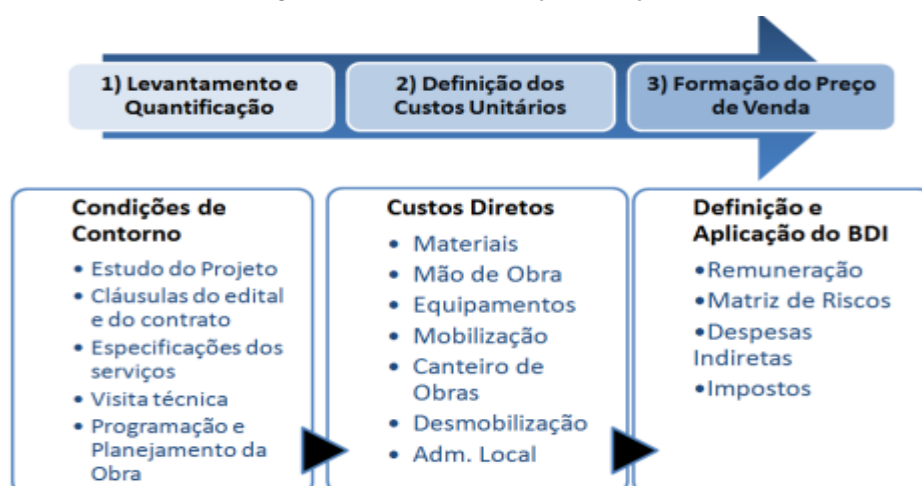 1) Levantamento e
Quantificação
2) Definição dos
Custos Unitários
3) Formação do Preço
de Venda
Condições de
Contorno
• Estudo do Projeto
• Cláusulas do edital
e do contrato
• Especificações dos
serviços
• Visita técnica
• Programação e
Planejamento da
Obra
Custos Diretos
• Materiais
• Mão de Obra
• Equipamentos
• Mobilização
• Canteiro de
Obras
• Desmobilização
• Adm. Local
Definição e
Aplicação do BDI
•Remuneração
•Matriz de Riscos
•Despesas
Indiretas
•Impostos